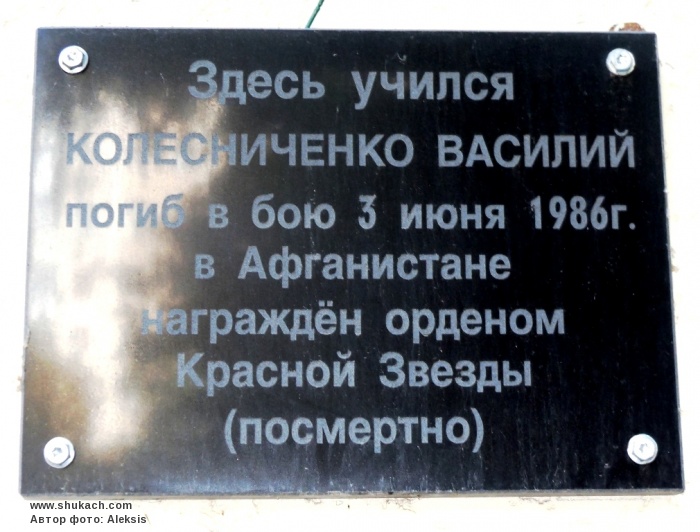 Здесь учился
КОЛЕСНИЧЕНКО ВАСИЛИЙ
погиб в бою 3 июня 1986г.
в Афганистане
награждён орденом
Красной Звезды
(посмертно)
www.shukach.com
Автор фото: Aleksis